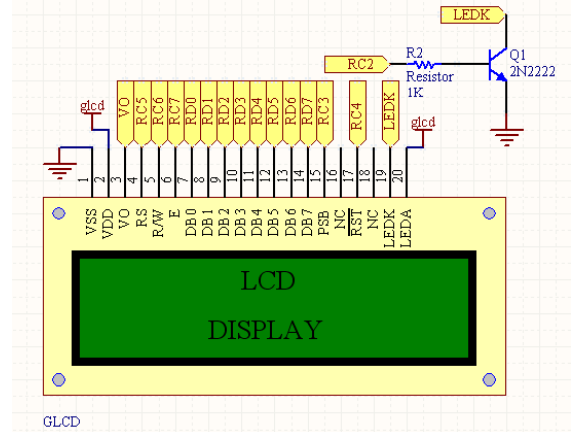 LEDK
RC2
R2
Resistor
1K
Q1
2N2222
glcd
VO
RC5
RC6
RC7
RD0
RD1
RD2
RD3
RD4
RD5
RD6
RD7
RC3
RC4
LEDK
glcd
1 2 3 4 5 6 7 8 9 10 11 12 13 14 15 16 17 18 19 20
VSS
VDD
VO
RS
R/W
E
DB0
DB1
DB2
DB3
DB4
DB5
DB6
DB7
PSB
NC
RST
NC
LEDK
LEDA
LCD
DISPLAY
GLCD